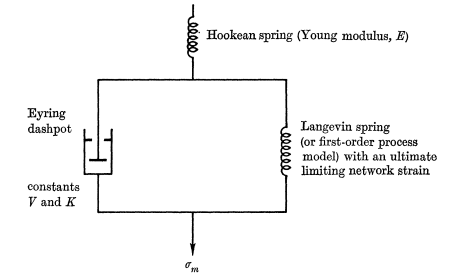 Hookean spring (Young modulus, E)
Eyring
dashpot
constants
V and K
Langevin spring
(or first-order process
model) with an ultimate
limiting network strain
σm